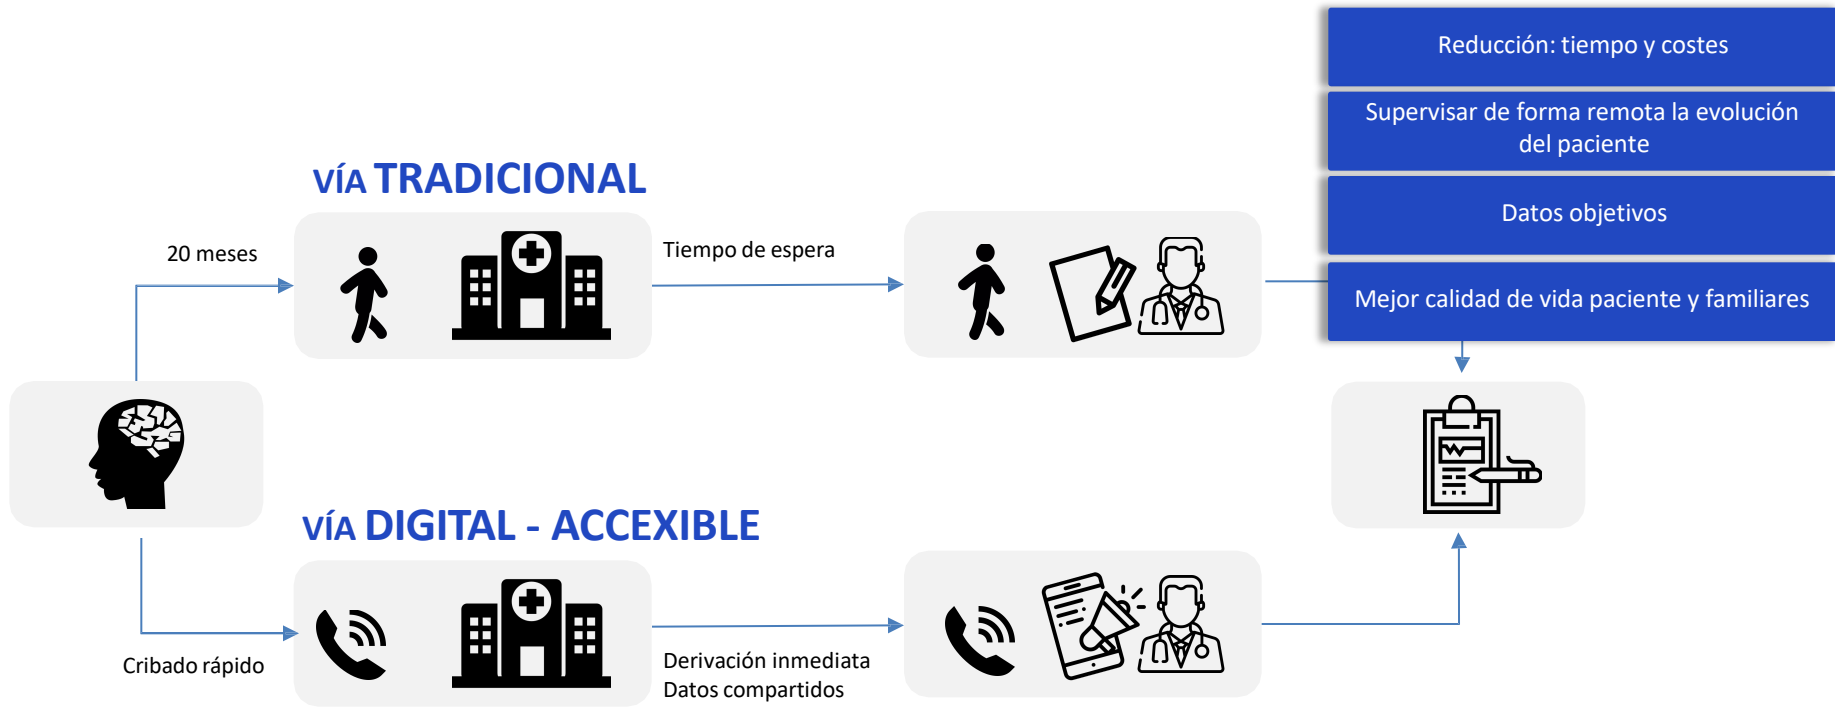 Reducción: tiempo y costes
Supervisar de forma remota la evolución
del paciente
Datos objetivos
Mejor calidad de vida paciente y familiares
VÍA TRADICIONAL
20 meses
Tiempo de espera
VÍA DIGITAL - ACCEXIBLE
Cribado rápido
Derivación inmediata
Datos compartidos